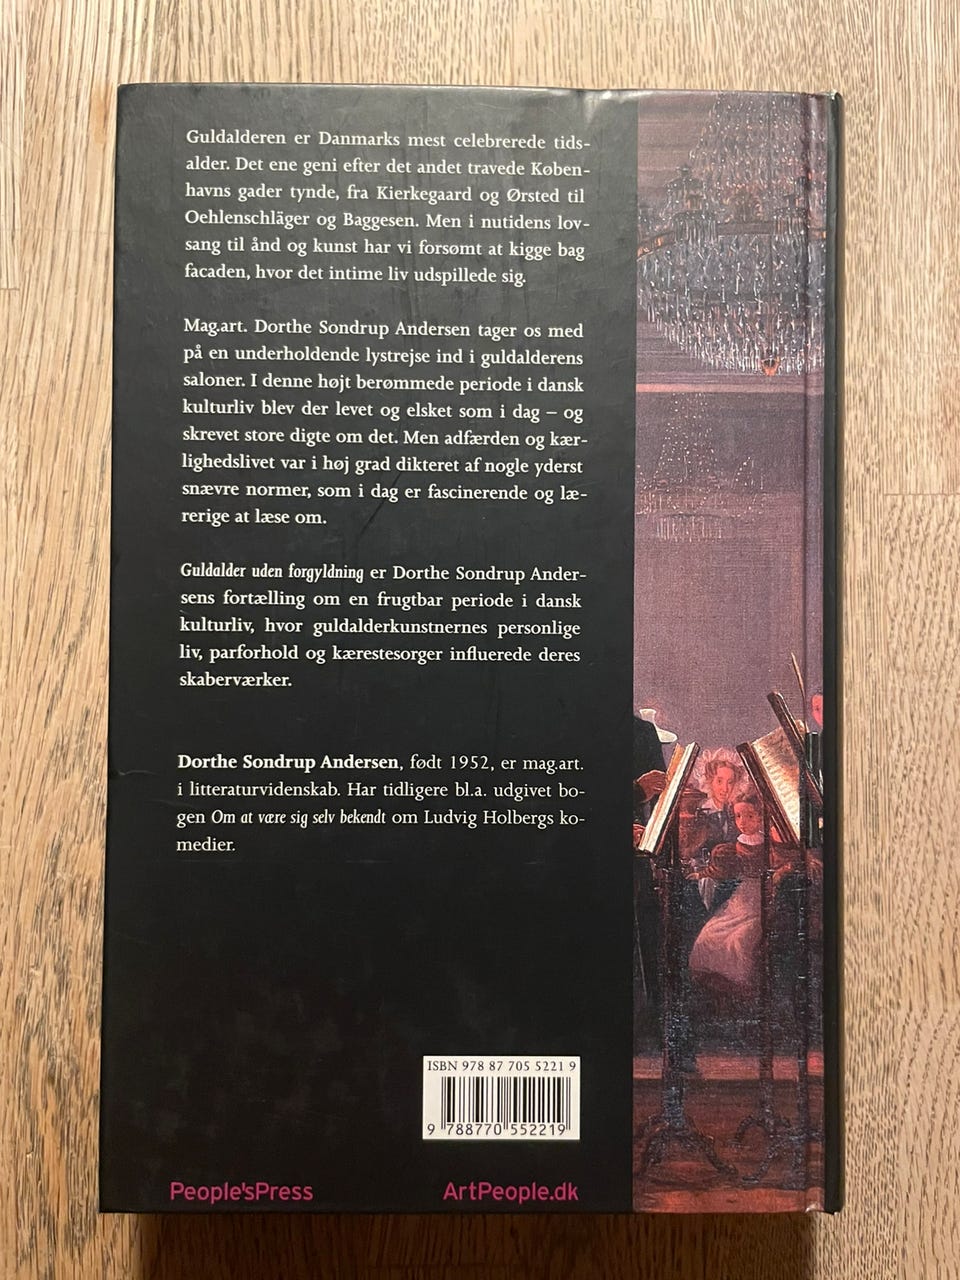 Guldalderen er Danmarks mest celebrerede tids-
alder. Det ene geni efter det andet travede Køben-
havns gader tynde, fra Kierkegaard og Ørsted til
Oehlenschläger og Baggesen. Men i nutidens lov-
sang til ånd og kunst har vi forsømt at kigge bag
facaden, hvor det intime liv udspillede sig.
Mag.art. Dorthe Sondrup Andersen tager os med
på en underholdende lystrejse ind i guldalderens
saloner. I denne højt berømmede periode i dansk
kulturliv blev der levet og elsket som i dag – og
skrevet store digte om det. Men adfærden og kær-
lighedslivet var i høj grad dikteret af nogle yderst
snævre normer, som i dag er fascinerende og læ-
rerige at læse om.
Guldalder uden forgyldning er Dorthe Sondrup Ander-
sens fortælling om en frugtbar periode i dansk
kulturliv, hvor guldalderkunstnernes personlige
liv, parforhold og kærestesorger influerede deres
skaberværker.
Dorthe Sondrup Andersen, født 1952, er mag.art.
i litteraturvidenskab. Har tidligere bl.a. udgivet bo-
gen Om at være sig selv bekendt om Ludvig Holbergs ko-
medier.
ISBN 978 87 705 5221 9
9 788770 552219
People'sPress
ArtPeople.dk